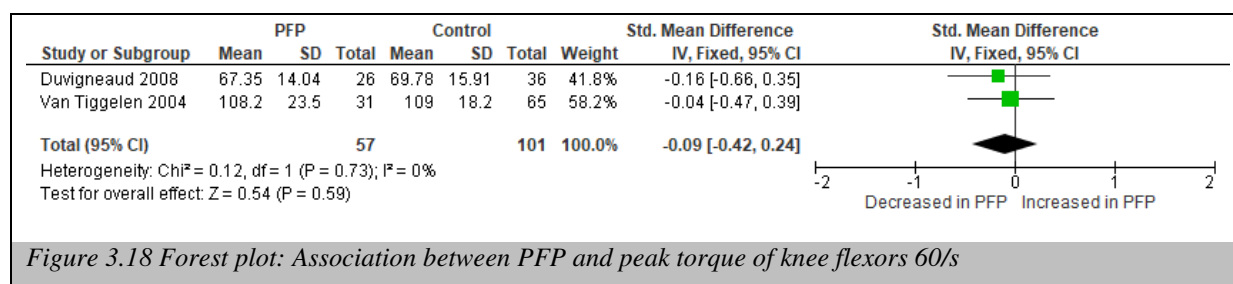 PFP Control Std. Mean Difference Std. Mean Difference
Study or Subgroup Mean SD Total Mean SD Total Weight IV, Fixed, 95% CI IV, Fixed, 95% CI
Duvigneaud 2008 67.35 14.04 26 69.78 15.91 36 41.8% -0.16 [-0.66, 0.35]
Van Tiggelen 2004 108.2 23.5 31 109 18.2 65 58.2% -0.04 [-0.47, 0.39]
Total (95% CI) 57 101 100.0% -0.09 [-0.42, 0.24]
Heterogeneity: Chi² = 0.12, df = 1 (P = 0.73); I² = 0%
Test for overall effect: Z = 0.54 (P = 0.59)
-2 -1 0 1 2
Decreased in PFP Increased in PFP
Figure 3.18 Forest plot: Association between PFP and peak torque of knee flexors 60/s